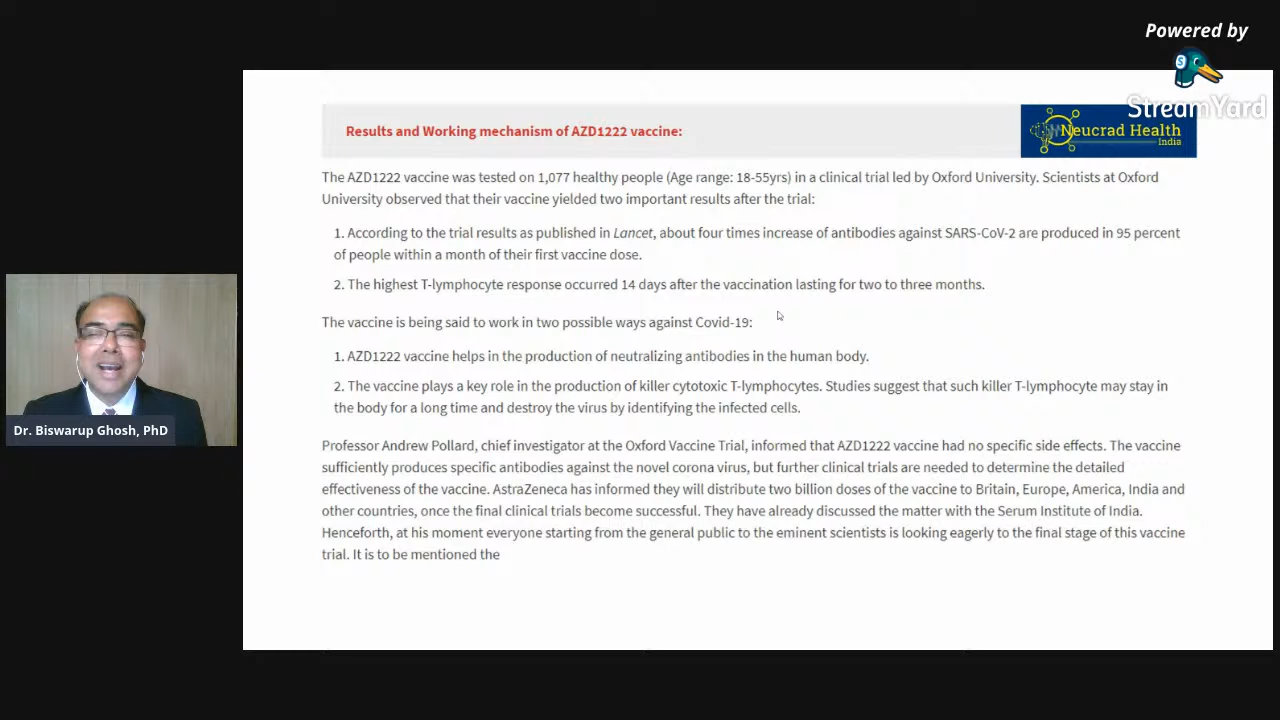 Powered by
S
StreamYard
Results and Working mechanism of AZD1222 vaccine:
Neucrad Health
India
The AZD1222 vaccine was tested on 1,077 healthy people (Age range: 18-55yrs) in a clinical trial led by Oxford University. Scientists at Oxford
University observed that their vaccine yielded two important results after the trial:
1. According to the trial results as published in Lancet, about four times increase of antibodies against SARS-CoV-2 are produced in 95 percent
of people within a month of their first vaccine dose.
2. The highest T-lymphocyte response occurred 14 days after the vaccination lasting for two to three months.
The vaccine is being said to work in two possible ways against Covid-19:
1. AZD1222 vaccine helps in the production of neutralizing antibodies in the human body.
2. The vaccine plays a key role in the production of killer cytotoxic T-lymphocytes. Studies suggest that such killer T-lymphocyte may stay in
the body for a long time and destroy the virus by identifying the infected cells.
Professor Andrew Pollard, chief investigator at the Oxford Vaccine Trial, informed that AZD1222 vaccine had no specific side effects. The vaccine
sufficiently produces specific antibodies against the novel corona virus, but further clinical trials are needed to determine the detailed
effectiveness of the vaccine. AstraZeneca has informed they will distribute two billion doses of the vaccine to Britain, Europe, America, India and
other countries, once the final clinical trials become successful. They have already discussed the matter with the Serum Institute of India.
Henceforth, at his moment everyone starting from the general public to the eminent scientists is looking eagerly to the final stage of this vaccine
trial. It is to be mentioned the
Dr. Biswarup Ghosh, PhD